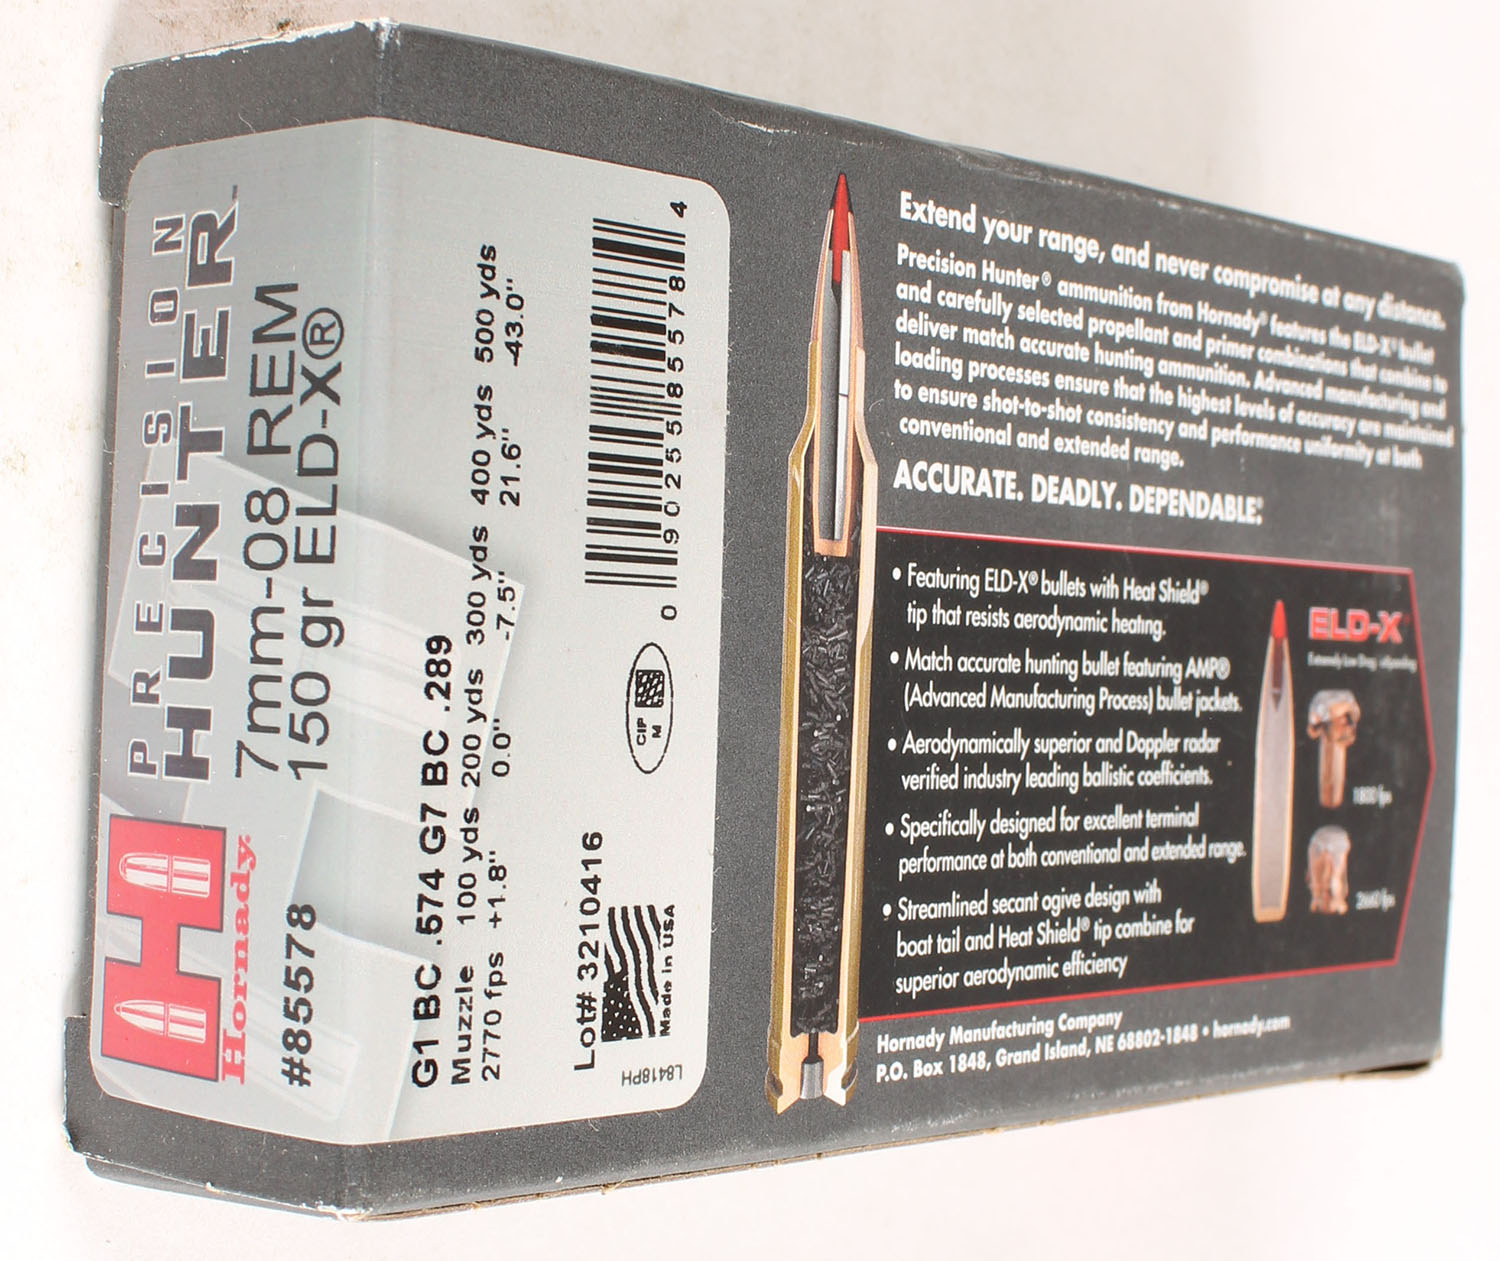 PRECISION
HUNTER™
Hornady
7mm-08 REM
150 gr ELD-X®
#85578
G1 BC .574 G7 BC .289
Muzzle 100 yds 200 yds 300 yds 400 yds 500 yds
2770 fps +1.8" 0.0" -7.5" 21.6" -43.0"
Lot# 3210416
Made in USA
CIP
M
0 90255 85578 4
L8418PH
Extend your range, and never compromise at any distance.
Precision Hunter® ammunition from Hornady® features the ELD-X® bullet
and carefully selected propellant and primer combinations that combine to
deliver match accurate hunting ammunition. Advanced manufacturing and
loading processes ensure that the highest levels of accuracy are maintained
to ensure shot-to-shot consistency and performance uniformity at both
conventional and extended range.
ACCURATE. DEADLY. DEPENDABLE.®
• Featuring ELD-X® bullets with Heat Shield®
tip that resists aerodynamic heating.
• Match accurate hunting bullet featuring AMP®
(Advanced Manufacturing Process) bullet jackets.
• Aerodynamically superior and Doppler radar
verified industry leading ballistic coefficients.
• Specifically designed for excellent terminal
performance at both conventional and extended range.
• Streamlined secant ogive design with
boat tail and Heat Shield® tip combine for
superior aerodynamic efficiency
ELD-X®
Extremely Low Drag
1800 fps
2660 fps
Hornady Manufacturing Company
P.O. Box 1848, Grand Island, NE 68802-1848 • hornady.com